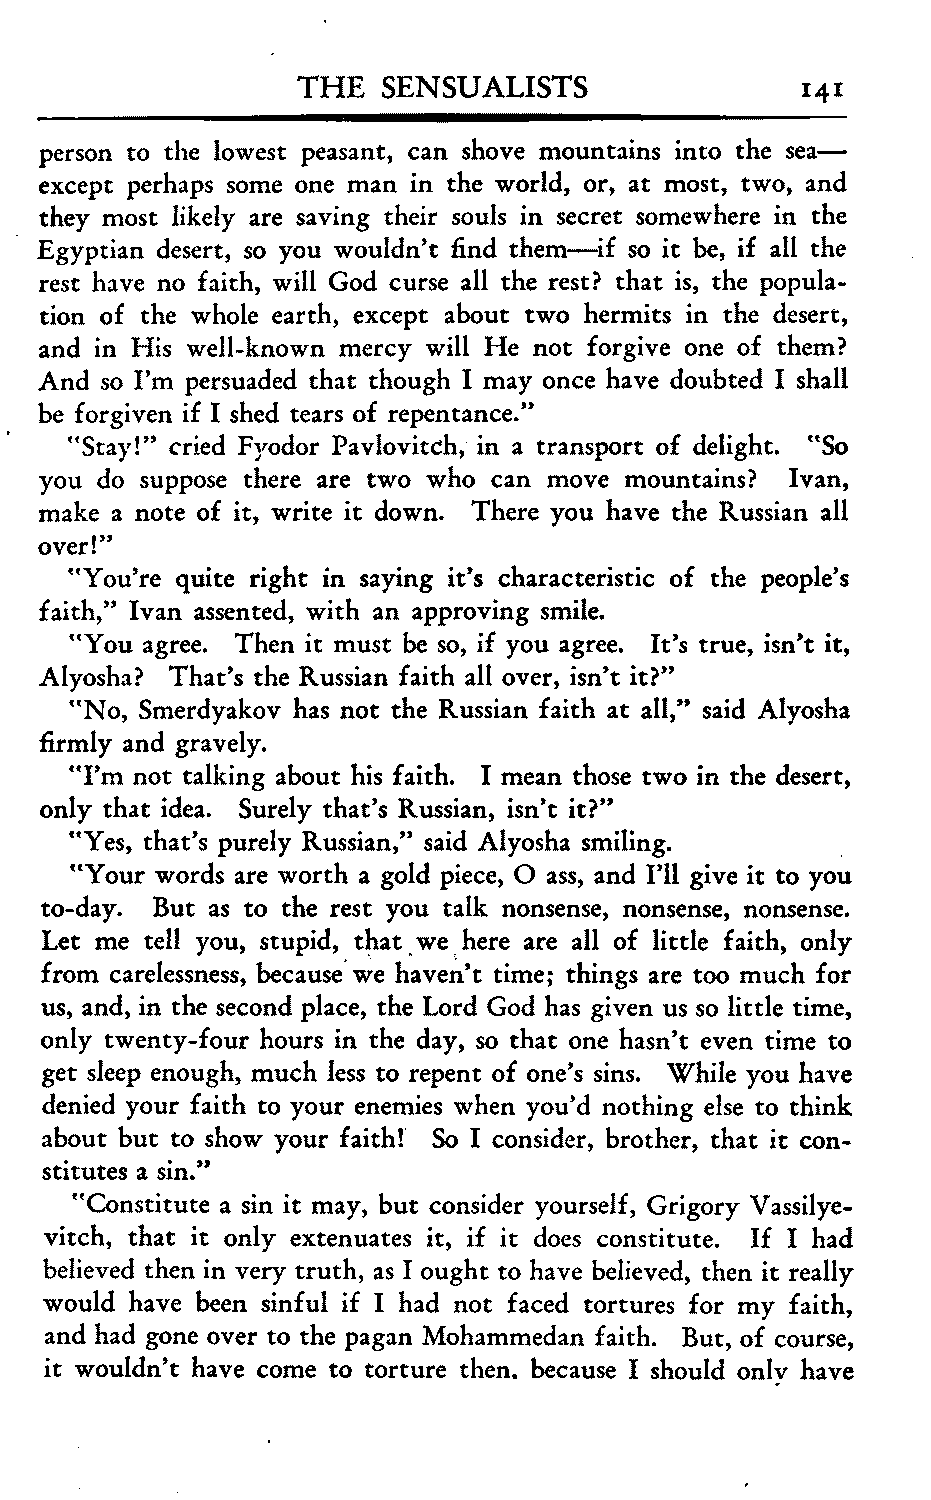 THE SENSUALISTS 141
person to the lowest peasant, can shove mountains into the sea—
except perhaps some one man in the world, or, at most, two, and
they most likely are saving their souls in secret somewhere in the
Egyptian desert, so you wouldn't find them—if so it be, if all the
rest have no faith, will God curse all the rest? that is, the popula-
tion of the whole earth, except about two hermits in the desert,
and in His well-known mercy will He not forgive one of them?
And so I'm persuaded that though I may once have doubted I shall
be forgiven if I shed tears of repentance."
"Stay!" cried Fyodor Pavlovitch, in a transport of delight. "So
you do suppose there are two who can move mountains? Ivan,
make a note of it, write it down. There you have the Russian all
over!"
"You're quite right in saying it's characteristic of the people's
faith," Ivan assented, with an approving smile.
"You agree. Then it must be so, if you agree. It's true, isn't it,
Alyosha? That's the Russian faith all over, isn't it?"
"No, Smerdyakov has not the Russian faith at all," said Alyosha
firmly and gravely.
"I'm not talking about his faith. I mean those two in the desert,
only that idea. Surely that's Russian, isn't it?"
"Yes, that's purely Russian," said Alyosha smiling.
"Your words are worth a gold piece, O ass, and I'll give it to you
to-day. But as to the rest you talk nonsense, nonsense, nonsense.
Let me tell you, stupid, that we here are all of little faith, only
from carelessness, because we haven't time; things are too much for
us, and, in the second place, the Lord God has given us so little time,
only twenty-four hours in the day, so that one hasn't even time to
get sleep enough, much less to repent of one's sins. While you have
denied your faith to your enemies when you'd nothing else to think
about but to show your faith! So I consider, brother, that it con-
stitutes a sin."
"Constitute a sin it may, but consider yourself, Grigory Vassilye-
vitch, that it only extenuates it, if it does constitute. If I had
believed then in very truth, as I ought to have believed, then it really
would have been sinful if I had not faced tortures for my faith,
and had gone over to the pagan Mohammedan faith. But, of course,
it wouldn't have come to torture then. because I should only have